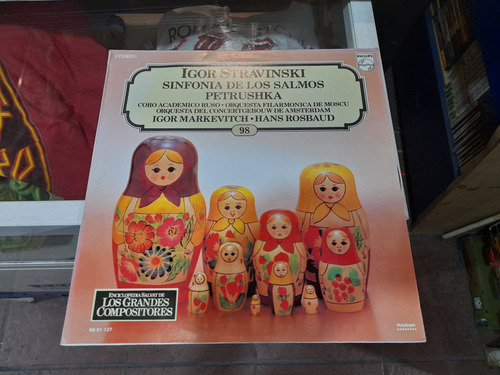 STEREO
PHILIPS
IGOR STRAVINSKI
SINFONIA DE LOS SALMOS
PETRUSHKA
CORO ACADEMICO RUSO • ORQUESTA FILARMONICA DE MOSCU
ORQUESTA DEL CONCERTGEBOUW DE AMSTERDAM
IGOR MARKEVITCH • HANS ROSBAUD
98
ENCICLOPEDIA SALVAT DE
LOS GRANDES
COMPOSITORES